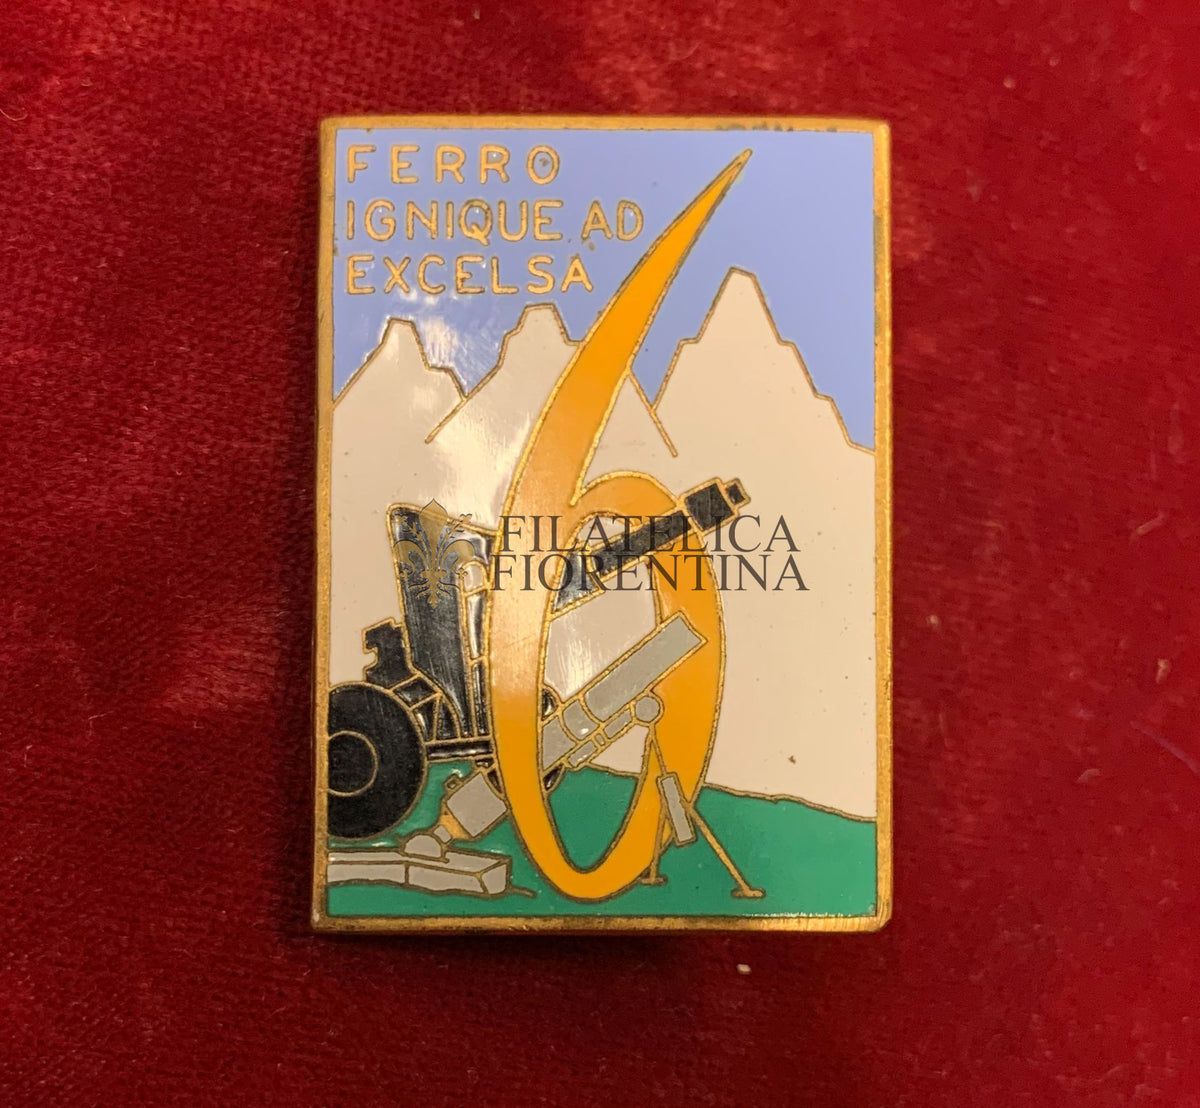 FERRO
IGNIQUE AD
EXCELSA
6
FILATELICA
FIORENTINA